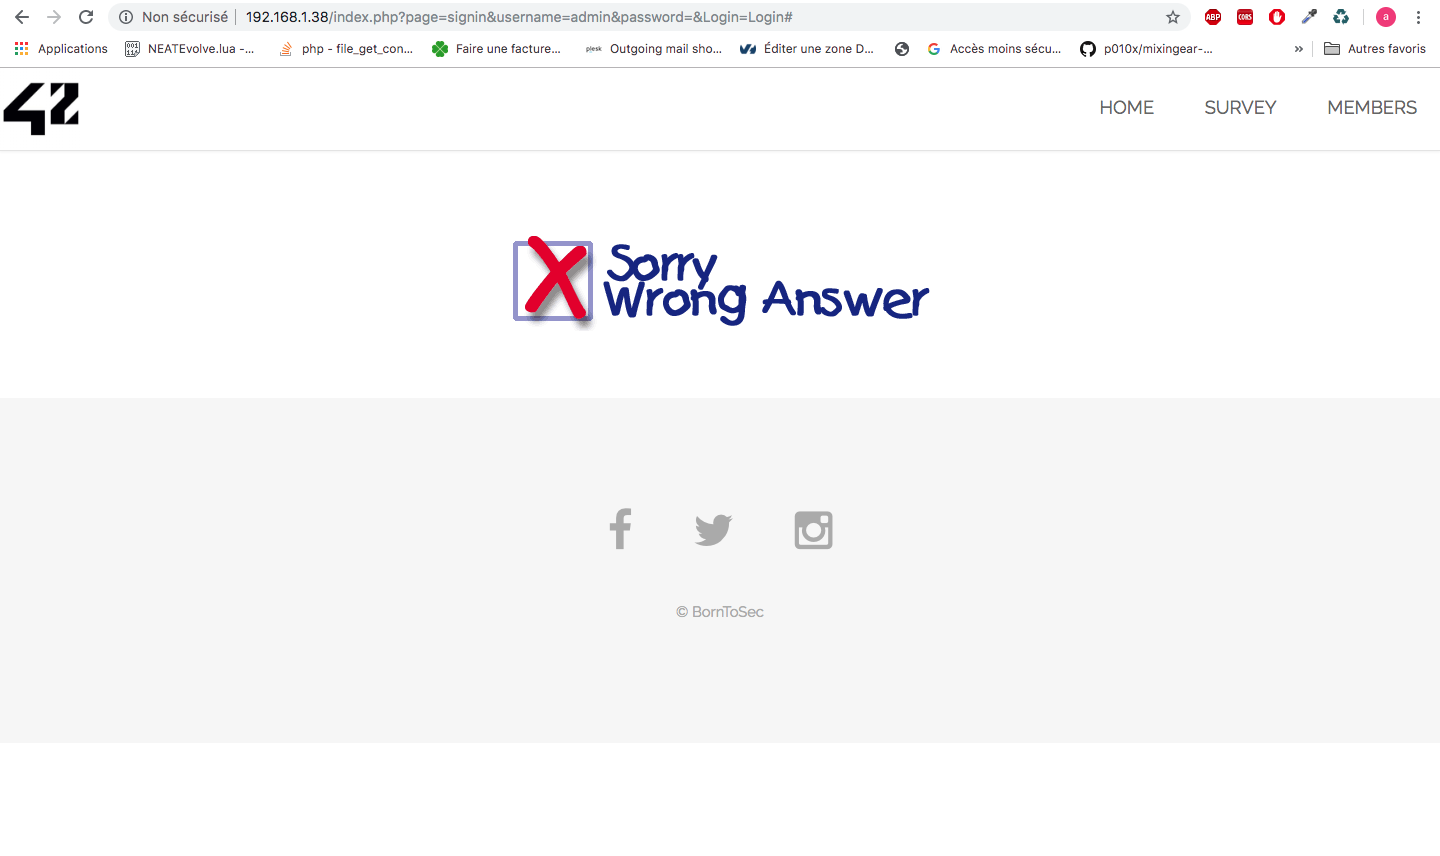 Non sécurisé 192.168.1.38/index.php?page=signin&username=admin&password=&Login=Login# ABP CORS a
Applications NEATEvolve.lua -... php - file_get_con... Faire une facture... plesk Outgoing mail sho... Éditer une zone D... Accès moins sécu... p010x/mixingear-... » Autres favoris
42 HOME SURVEY MEMBERS
X Sorry
Wrong Answer
© BornToSec